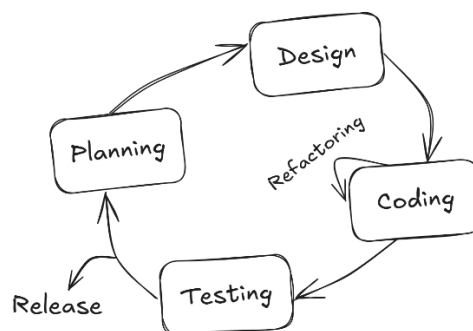 Design
Planning
Refactoring
Coding
Testing
Release